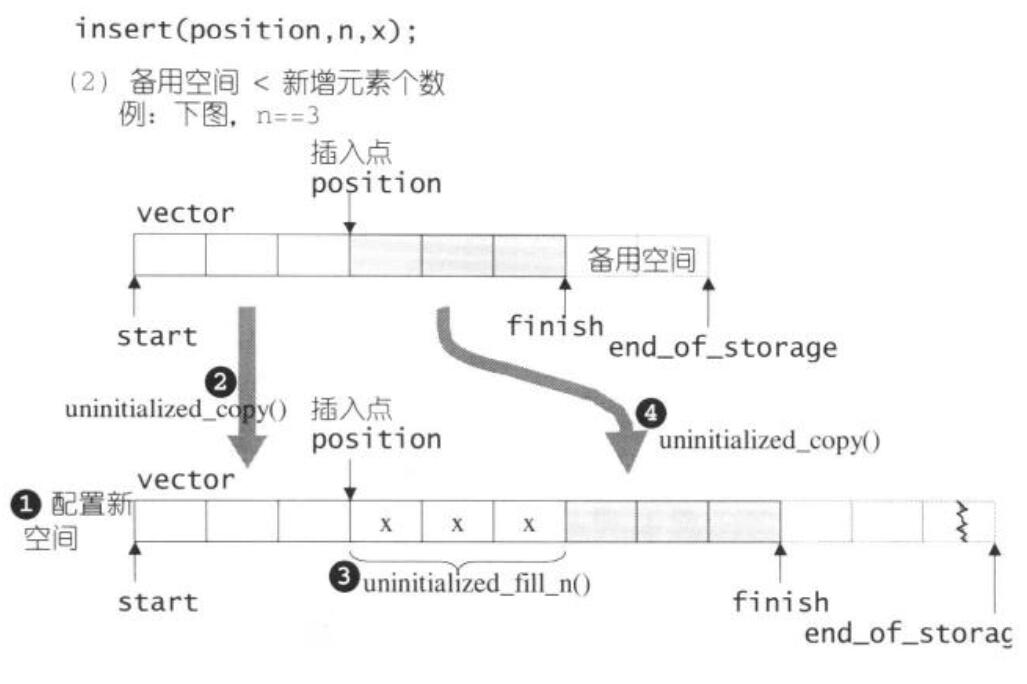 insert(position,n,x);
(2) 备用空间 < 新增元素个数
例：下图，n==3
插入点
position
vector
备用空间
start
finish
end_of_storage
2
uninitialized_copy()
插入点
position
4
uninitialized_copy()
vector
1 配置新
空间
x x x
3 uninitialized_fill_n()
start
finish
end_of_storag